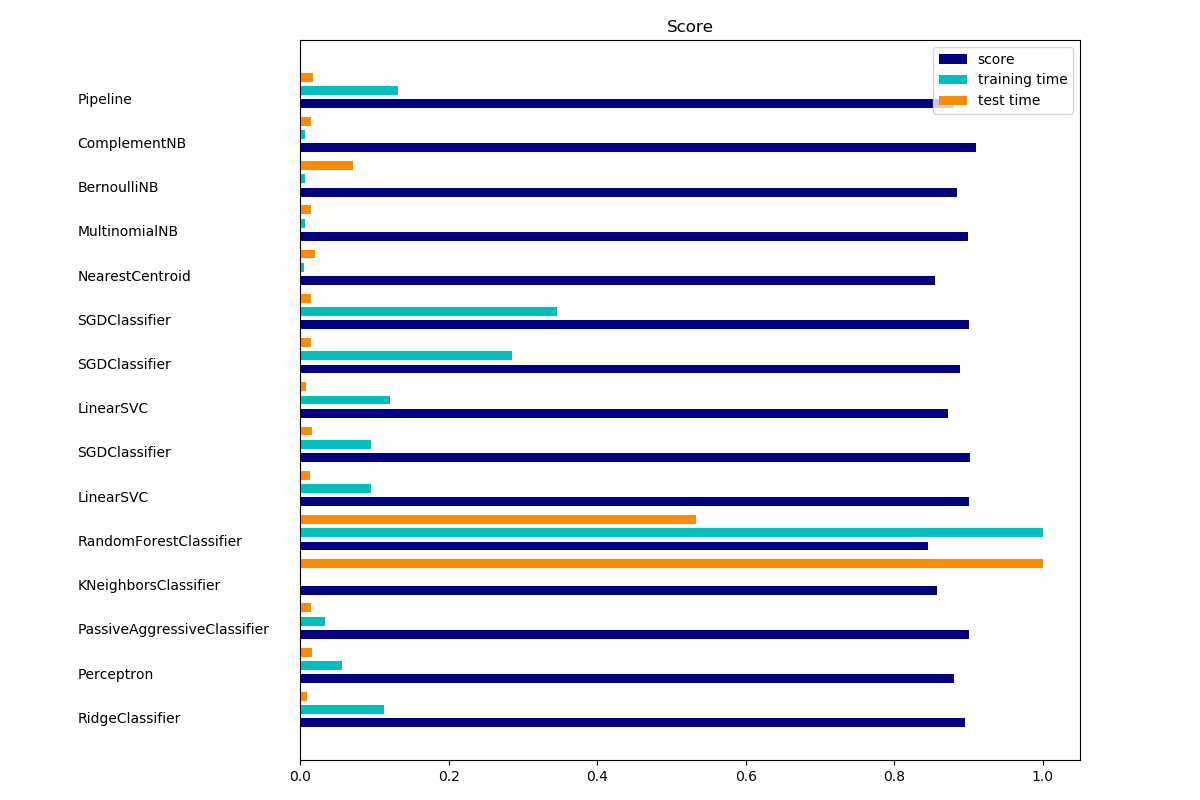 Score
score
training time
test time
Pipeline
ComplementNB
BernoulliNB
MultinomialNB
NearestCentroid
SGDClassifier
SGDClassifier
LinearSVC
SGDClassifier
LinearSVC
RandomForestClassifier
KNeighborsClassifier
PassiveAggressiveClassifier
Perceptron
RidgeClassifier
0.0 0.2 0.4 0.6 0.8 1.0